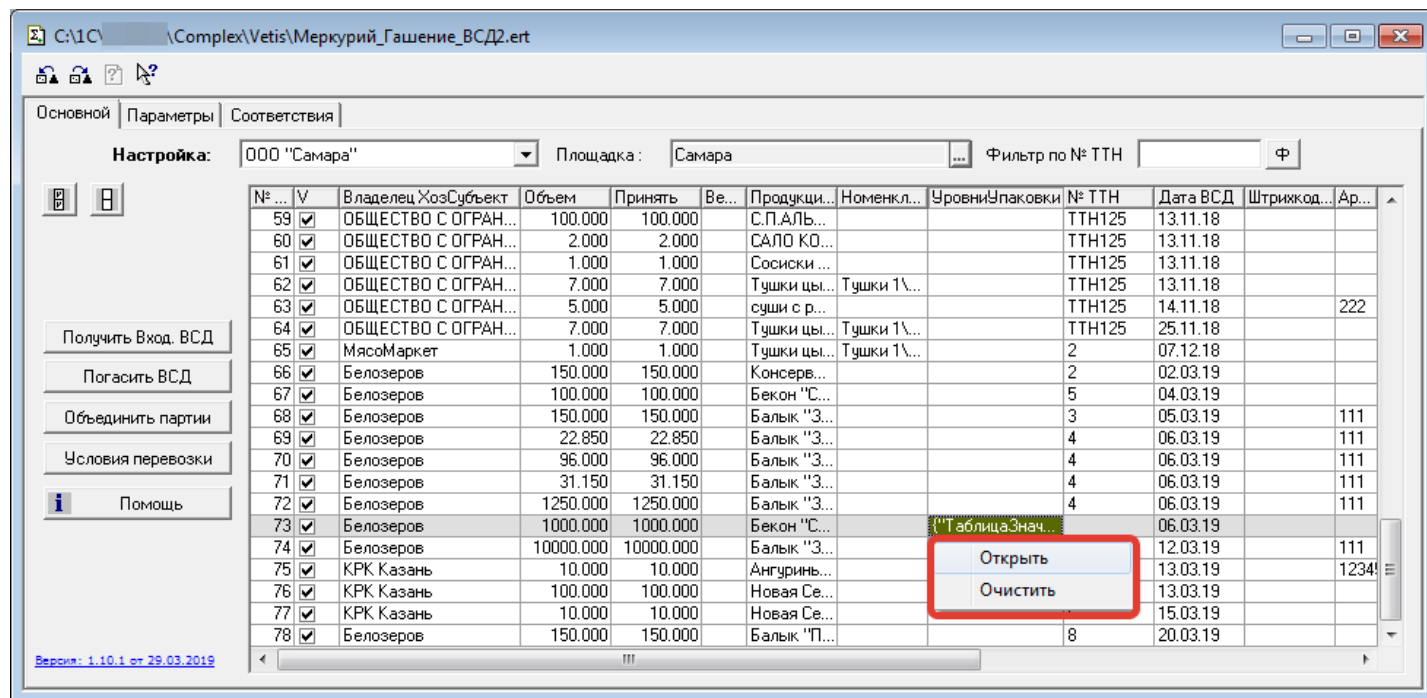 C:\1C\ \Complex\Vetis\Меркурий_Гашение_ВСД2.ert
Основной Параметры Соответствия
Настройка: ООО "Самара" Площадка : Самара ... Фильтр по № ТТН Ф
№ ... V Владелец ХозСубъект Объем Принять Ве... Продукци... Номенкл... УровниУпаковки № ТТН Дата ВСД Штрихкод... Ар...
59 ОБЩЕСТВО С ОГРАН... 100.000 100.000 С.П.АЛЬ... ТТН125 13.11.18
60 ОБЩЕСТВО С ОГРАН... 2.000 2.000 САЛО КО... ТТН125 13.11.18
61 ОБЩЕСТВО С ОГРАН... 1.000 1.000 Сосиски ... ТТН125 13.11.18
62 ОБЩЕСТВО С ОГРАН... 7.000 7.000 Тушки цы... Тушки 1\... ТТН125 13.11.18
63 ОБЩЕСТВО С ОГРАН... 5.000 5.000 суши с р... ТТН125 14.11.18 222
64 ОБЩЕСТВО С ОГРАН... 7.000 7.000 Тушки цы... Тушки 1\... ТТН125 25.11.18
65 МясоМаркет 1.000 1.000 Тушки цы... Тушки 1\... 2 07.12.18
66 Белозеров 150.000 150.000 Консерв... 2 02.03.19
67 Белозеров 100.000 100.000 Бекон "С... 5 04.03.19
68 Белозеров 150.000 150.000 Балык "З... 3 05.03.19 111
69 Белозеров 22.850 22.850 Балык "З... 4 06.03.19 111
70 Белозеров 96.000 96.000 Балык "З... 4 06.03.19 111
71 Белозеров 31.150 31.150 Балык "З... 4 06.03.19 111
72 Белозеров 1250.000 1250.000 Балык "З... 4 06.03.19 111
73 Белозеров 1000.000 1000.000 Бекон "С... {"ТаблицаЗнач... 06.03.19
74 Белозеров 10000.000 10000.000 Балык "З... 12.03.19 111
75 КРК Казань 10.000 10.000 Ангуринь... 13.03.19
76 КРК Казань 100.000 100.000 Новая Се... 13.03.19
77 КРК Казань 10.000 10.000 Новая Се... 15.03.19
78 Белозеров 150.000 150.000 Балык "П... 8 20.03.19
Открыть
Очистить
Получить Вход. ВСД
Погасить ВСД
Объединить партии
Условия перевозки
Помощь
Версия: 1.10.1 от 29.03.2019